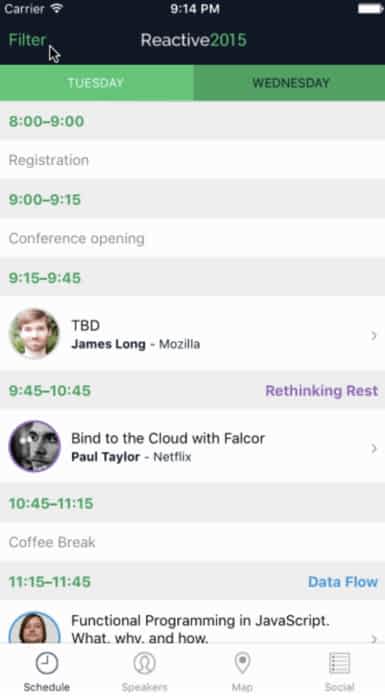 Carrier 9:14 PM
Filter Reactive2015
TUESDAY WEDNESDAY
8:00–9:00
Registration
9:00–9:15
Conference opening
9:15–9:45
TBD
James Long - Mozilla
9:45–10:45 Rethinking Rest
Bind to the Cloud with Falcor
Paul Taylor - Netflix
10:45–11:15
Coffee Break
11:15–11:45 Data Flow
Functional Programming in JavaScript.
What, why, and how.
Schedule Speakers Map Social